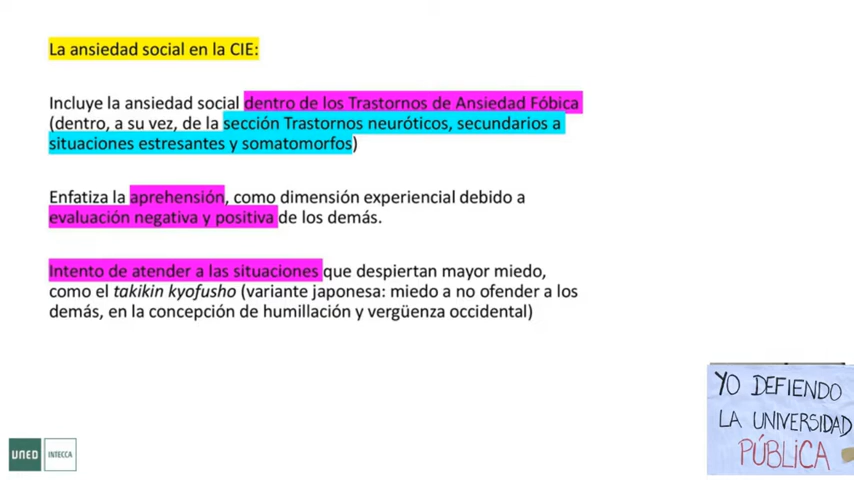 La ansiedad social en la CIE:
Incluye la ansiedad social dentro de los Trastornos de Ansiedad Fóbica
(dentro, a su vez, de la sección Trastornos neuróticos, secundarios a
situaciones estresantes y somatomorfos)
Enfatiza la aprehensión, como dimensión experiencial debido a
evaluación negativa y positiva de los demás.
Intento de atender a las situaciones que despiertan mayor miedo,
como el takikin kyofusho (variante japonesa: miedo a no ofender a los
demás, en la concepción de humillación y vergüenza occidental)
YO DEFIENDO
LA UNIVERSIDAD
PÚBLICA
UNED INTECCA